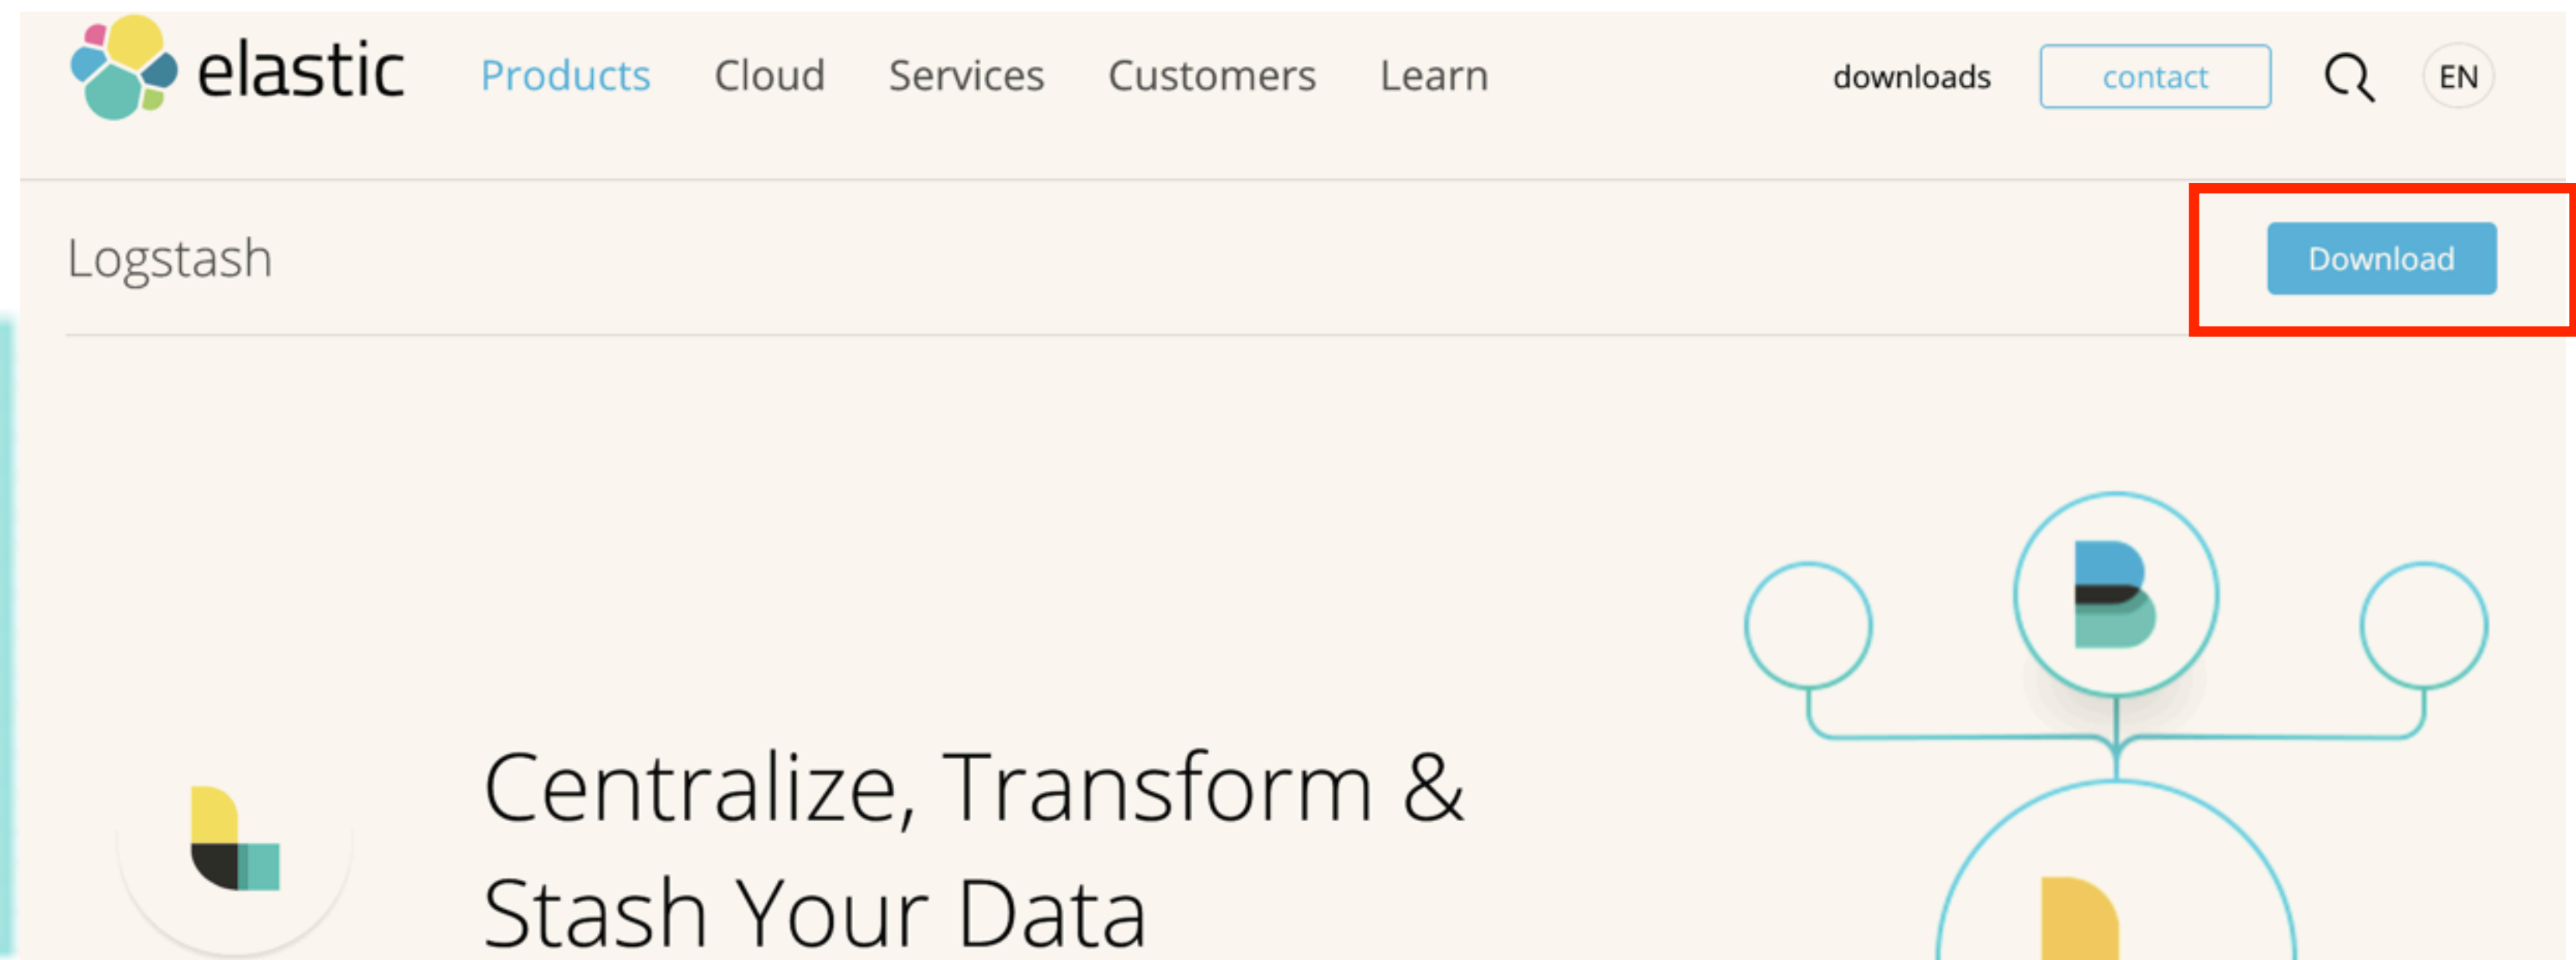 elastic Products Cloud Services Customers Learn downloads contact EN
Logstash Download
Centralize, Transform &
Stash Your Data